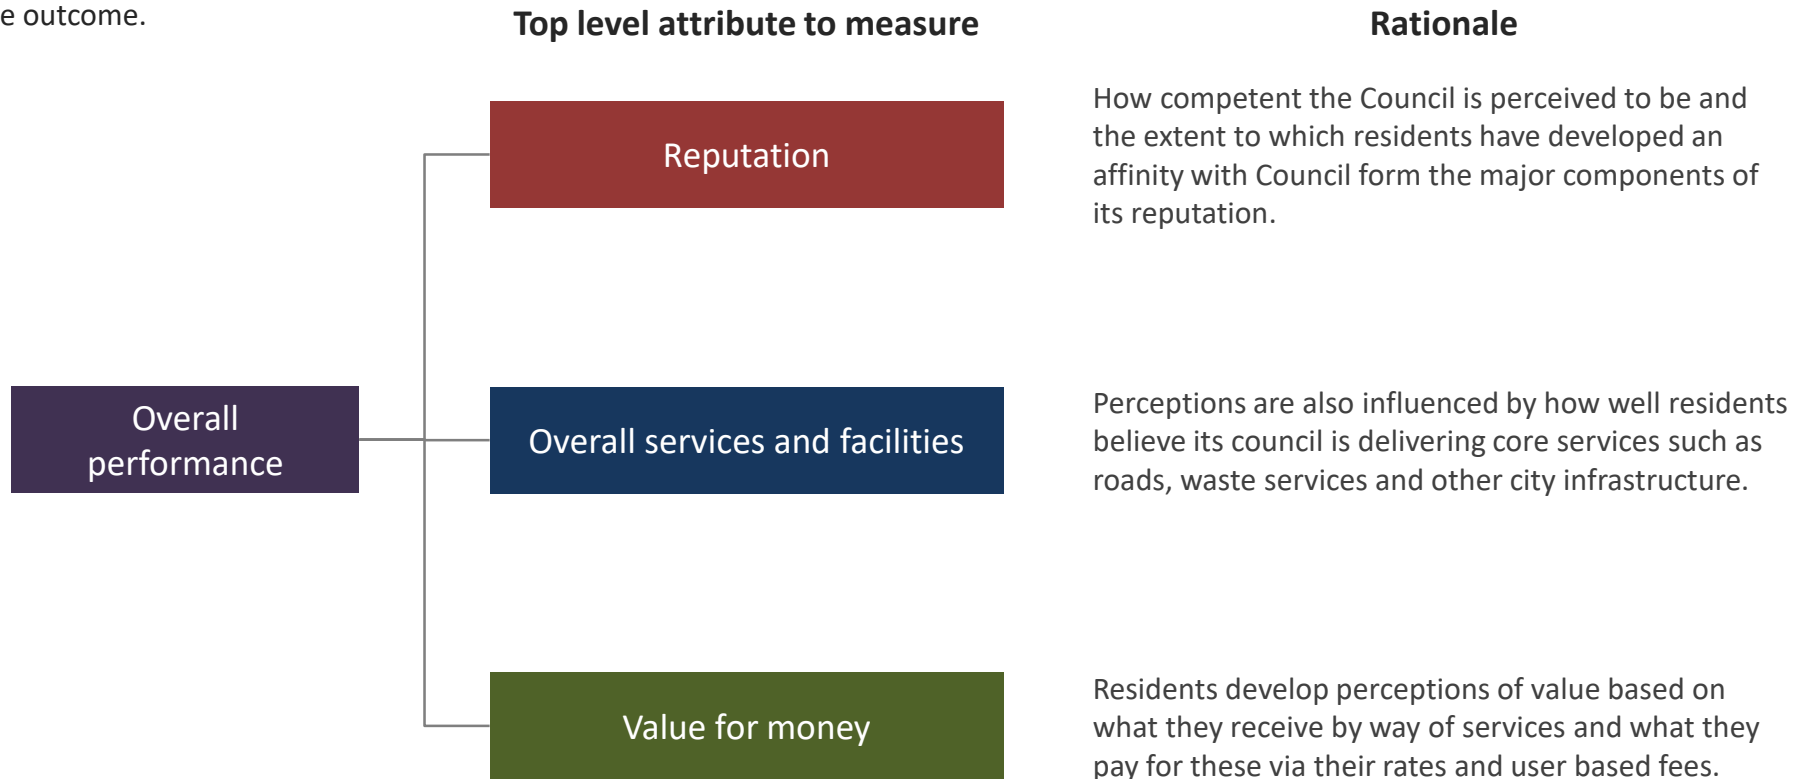 e outcome.
Top level attribute to measure
Rationale
Reputation
How competent the Council is perceived to be and
the extent to which residents have developed an
affinity with Council form the major components of
its reputation.
Overall
performance
Overall services and facilities
Perceptions are also influenced by how well residents
believe its council is delivering core services such as
roads, waste services and other city infrastructure.
Value for money
Residents develop perceptions of value based on
what they receive by way of services and what they
pay for these via their rates and user based fees.